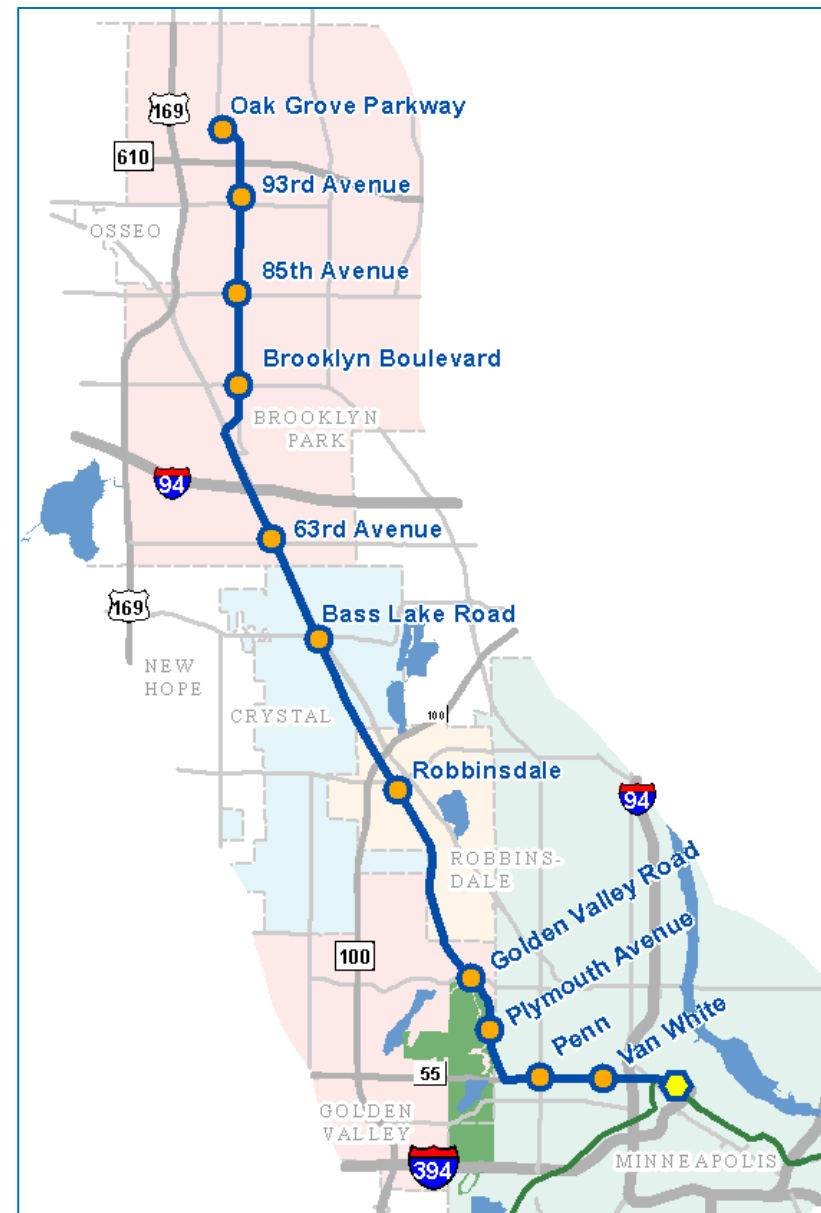 169
Oak Grove Parkway
610
93rd Avenue
OSSEO
85th Avenue
Brooklyn Boulevard
BROOKLYN
PARK
94
63rd Avenue
169
Bass Lake Road
NEW
HOPE
CRYSTAL
100
Robbinsdale
94
ROBBINS-
DALE
Golden Valley Road
100
Plymouth Avenue
Penn
Van White
55
GOLDEN
VALLEY
394
MINNEAPOLIS